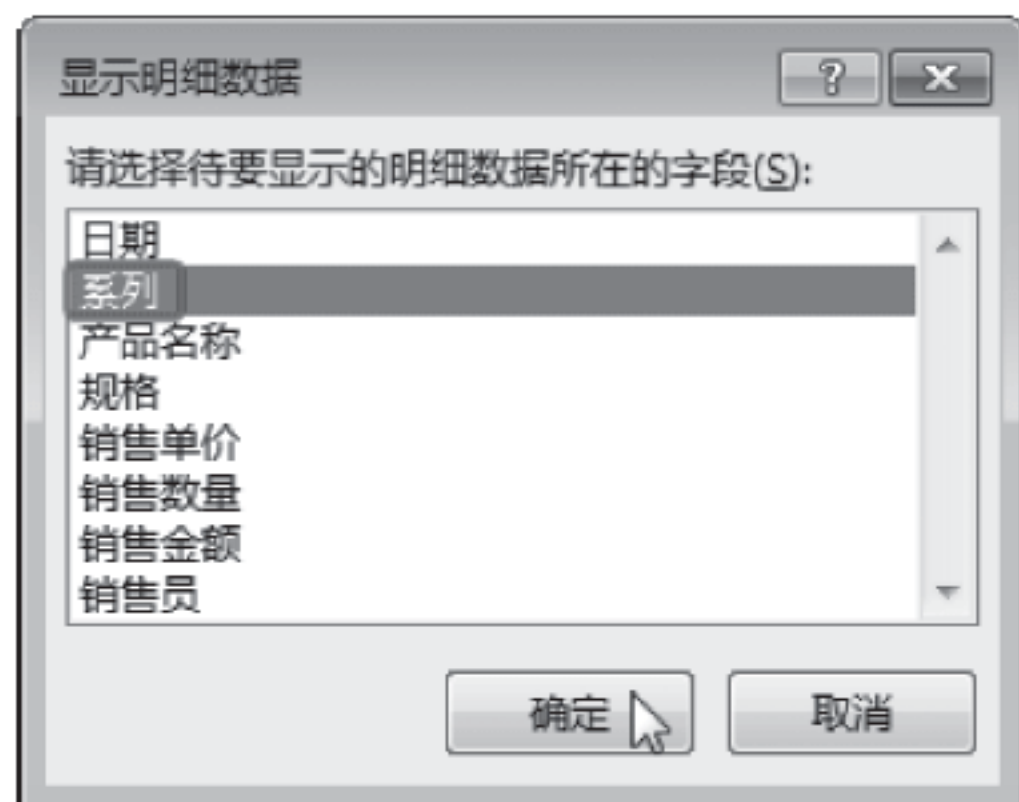 显示明细数据
请选择待要显示的明细数据所在的字段(S):
日期
系列
产品名称
规格
销售单价
销售数量
销售金额
销售员
确定 取消